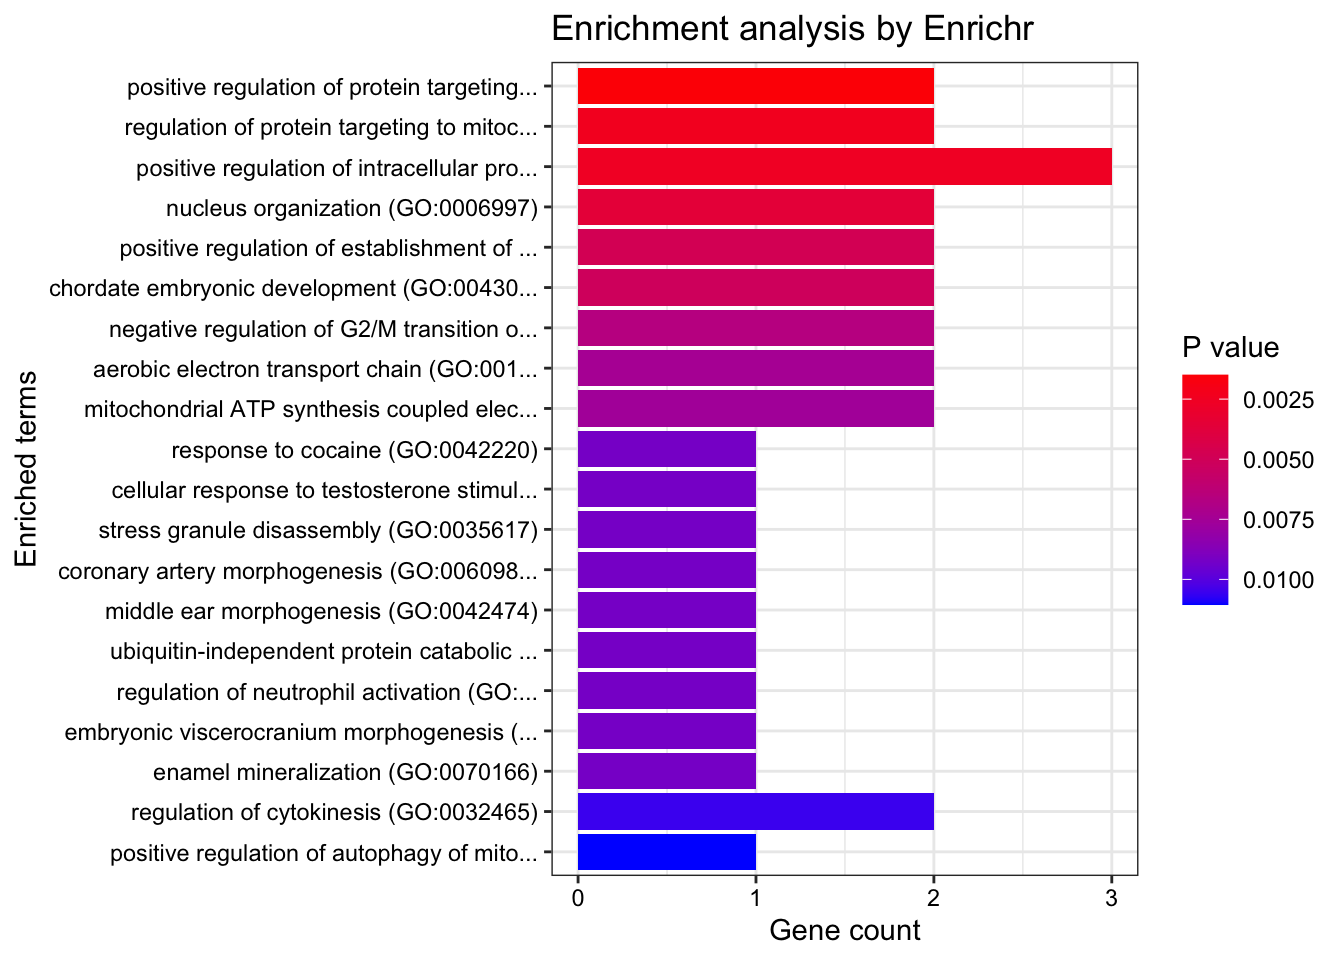 Enrichment analysis by Enrichr
positive regulation of protein targeting...
regulation of protein targeting to mitoc...
positive regulation of intracellular pro...
nucleus organization (GO:0006997)
positive regulation of establishment of ...
chordate embryonic development (GO:00430...
negative regulation of G2/M transition o...
aerobic electron transport chain (GO:001...
mitochondrial ATP synthesis coupled elec...
response to cocaine (GO:0042220)
cellular response to testosterone stimul...
stress granule disassembly (GO:0035617)
coronary artery morphogenesis (GO:006098...
middle ear morphogenesis (GO:0042474)
ubiquitin-independent protein catabolic ...
regulation of neutrophil activation (GO:...
embryonic viscerocranium morphogenesis (...
enamel mineralization (GO:0070166)
regulation of cytokinesis (GO:0032465)
positive regulation of autophagy of mito...
Enriched terms
0 1 2 3
Gene count
P value
0.0025
0.0050
0.0075
0.0100